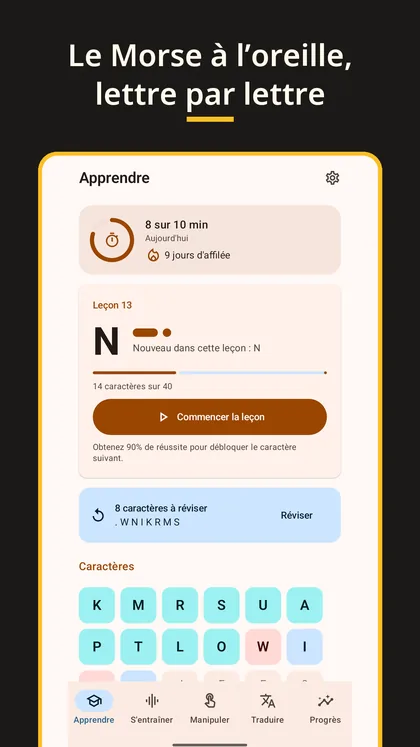 Le Morse à l'oreille,
lettre par lettre
Apprendre
8 sur 10 min
Aujourd'hui
9 jours d'affilée
Leçon 13
N
Nouveau dans cette leçon : N
14 caractères sur 40
Commencer la leçon
Obtenez 90% de réussite pour débloquer le caractère
suivant.
8 caractères à réviser
. W N I K R M S
Réviser
Caractères
K M R S U A
P T L O W I
Apprendre S'entraîner Manipuler Traduire Progrès